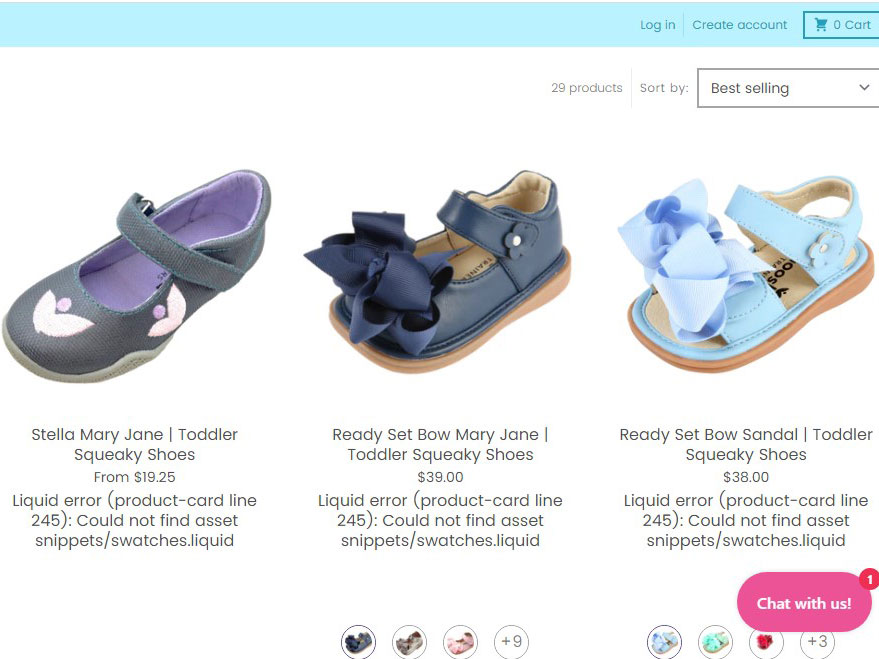 Log in
Create account
0 Cart
29 products
Sort by:
Best selling
Stella Mary Jane | Toddler
Squeaky Shoes
From $19.25
Liquid error (product-card line
245): Could not find asset
snippets/swatches.liquid
Ready Set Bow Mary Jane |
Toddler Squeaky Shoes
$39.00
Liquid error (product-card line
245): Could not find asset
snippets/swatches.liquid
+9
Ready Set Bow Sandal | Toddler
Squeaky Shoes
$38.00
Liquid error (product-card line
245): Could not find asset
snippets/swatches.liquid
+3
Chat with us!
1